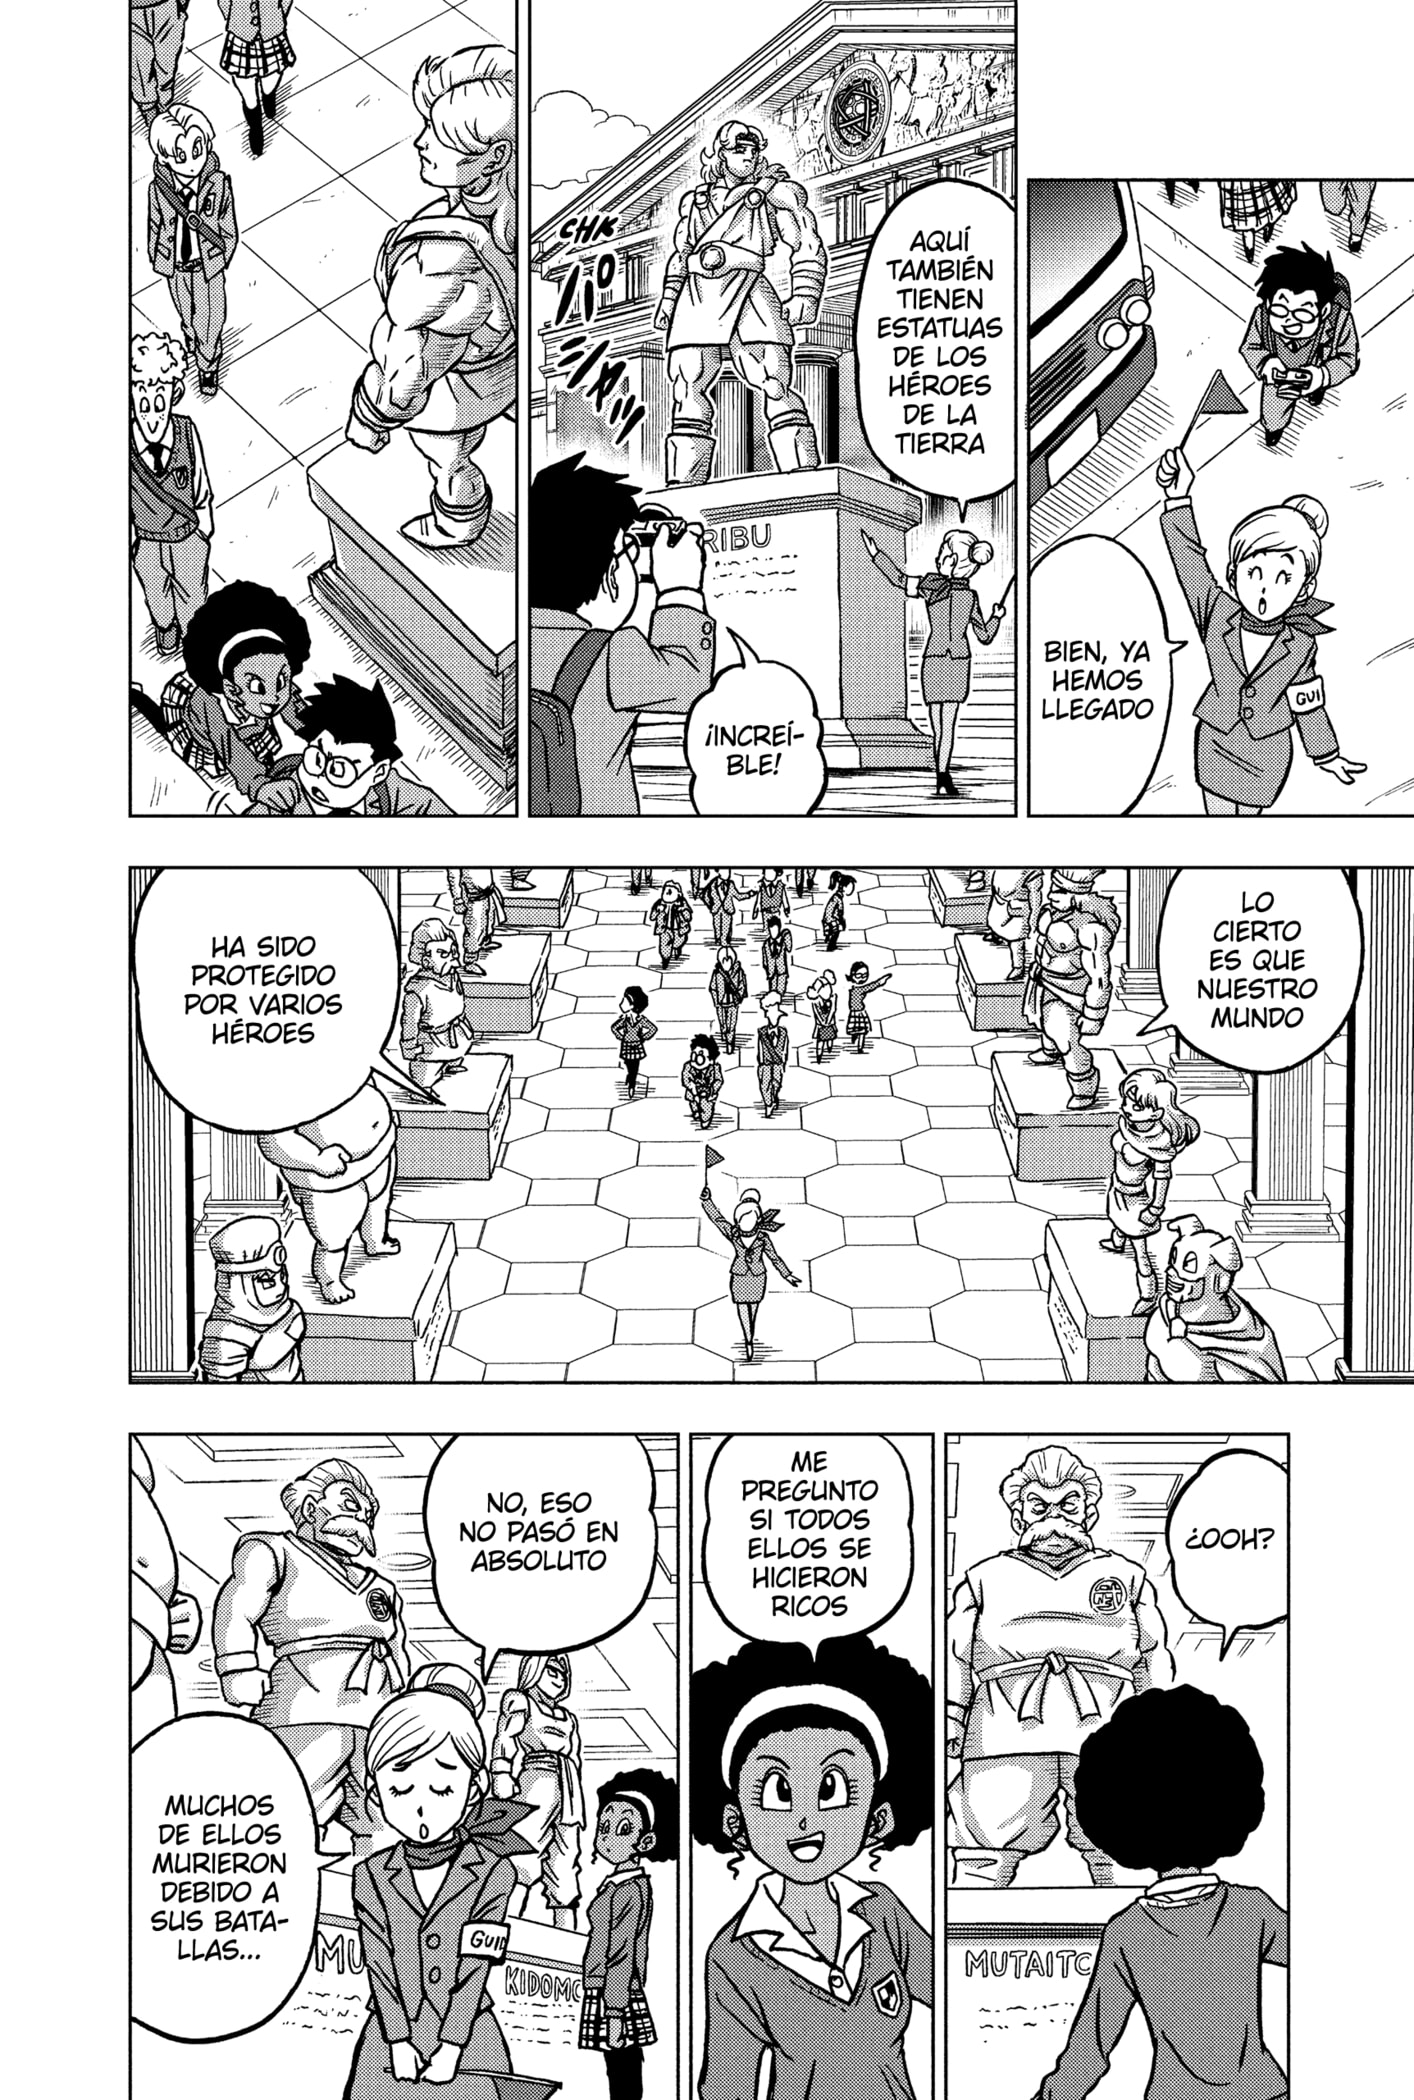 BIEN, YA
HEMOS
LLEGADO
GUI
AQUÍ
TAMBIÉN
TIENEN
ESTATUAS
DE LOS
HÉROES
DE LA
TIERRA
CHK
シャッ
RIBU
¡INCREÍ-
BLE!
LO
CIERTO
ES QUE
NUESTRO
MUNDO
HA SIDO
PROTEGIDO
POR VARIOS
HÉROES
¿OOH?
MUTAITC
ME
PREGUNTO
SI TODOS
ELLOS SE
HICIERON
RICOS
NO, ESO
NO PASÓ EN
ABSOLUTO
MUCHOS
DE ELLOS
MURIERON
DEBIDO A
SUS BATA-
LLAS...
GUID
MU
KIDOMO